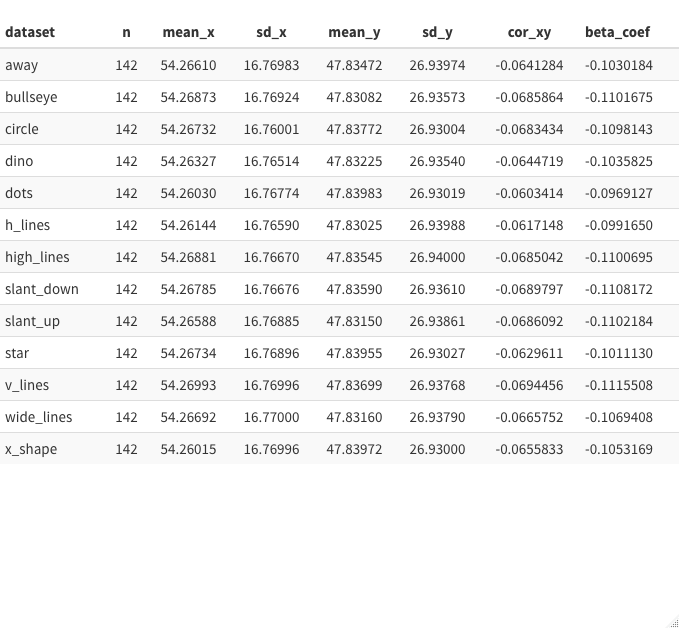 dataset n mean_x sd_x mean_y sd_y cor_xy beta_coef
away 142 54.26610 16.76983 47.83472 26.93974 -0.0641284 -0.1030184
bullseye 142 54.26873 16.76924 47.83082 26.93573 -0.0685864 -0.1101675
circle 142 54.26732 16.76001 47.83772 26.93004 -0.0683434 -0.1098143
dino 142 54.26327 16.76514 47.83225 26.93540 -0.0644719 -0.1035825
dots 142 54.26030 16.76774 47.83983 26.93019 -0.0603414 -0.0969127
h_lines 142 54.26144 16.76590 47.83025 26.93988 -0.0617148 -0.0991650
high_lines 142 54.26881 16.76670 47.83545 26.94000 -0.0685042 -0.1100695
slant_down 142 54.26785 16.76676 47.83590 26.93610 -0.0689797 -0.1108172
slant_up 142 54.26588 16.76885 47.83150 26.93861 -0.0686092 -0.1102184
star 142 54.26734 16.76896 47.83955 26.93027 -0.0629611 -0.1011130
v_lines 142 54.26993 16.76996 47.83699 26.93768 -0.0694456 -0.1115508
wide_lines 142 54.26692 16.77000 47.83160 26.93790 -0.0665752 -0.1069408
x_shape 142 54.26015 16.76996 47.83972 26.93000 -0.0655833 -0.1053169